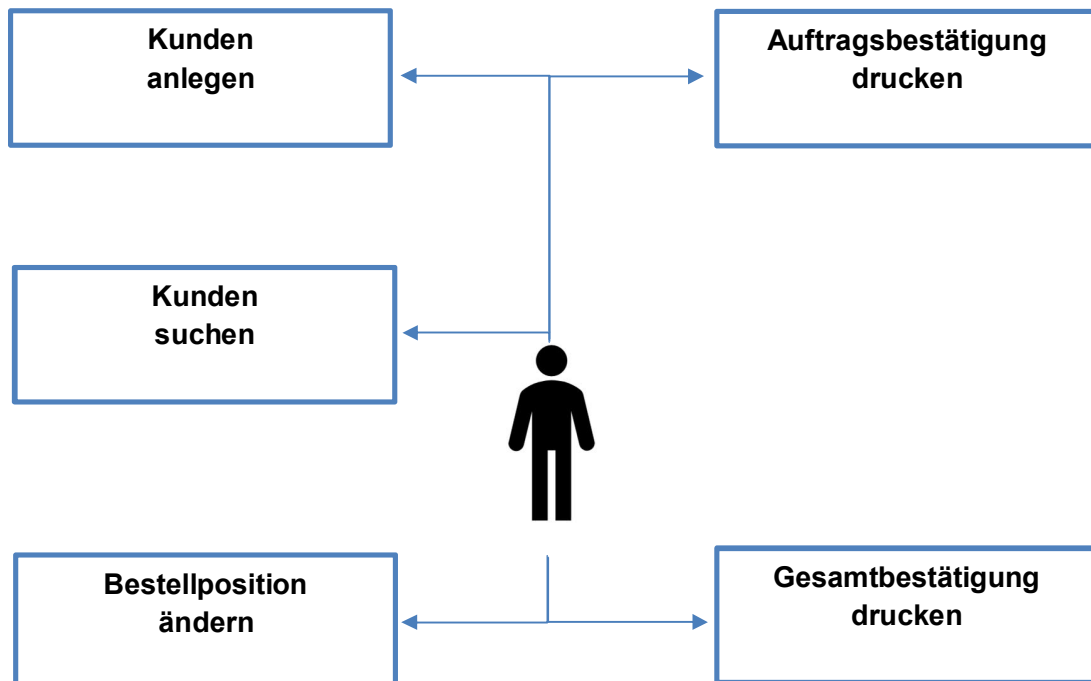 Kunden
anlegen
Auftragsbestätigung
drucken
Kunden
suchen
Bestellposition
ändern
Gesamtbestätigung
drucken